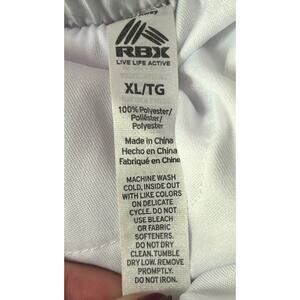 RBX
LIVE LIFE ACTIVE
XL/TG
100% Polyester/
Poliéster/
Polyester
Made in China
Hecho en China
Fabriqué en Chine
MACHINE WASH
COLD, INSIDE OUT
WITH LIKE COLORS
ON DELICATE
CYCLE. DO NOT
USE BLEACH
OR FABRIC
SOFTENERS.
DO NOT DRY
CLEAN. TUMBLE
DRY LOW. REMOVE
PROMPTLY.
DO NOT IRON.